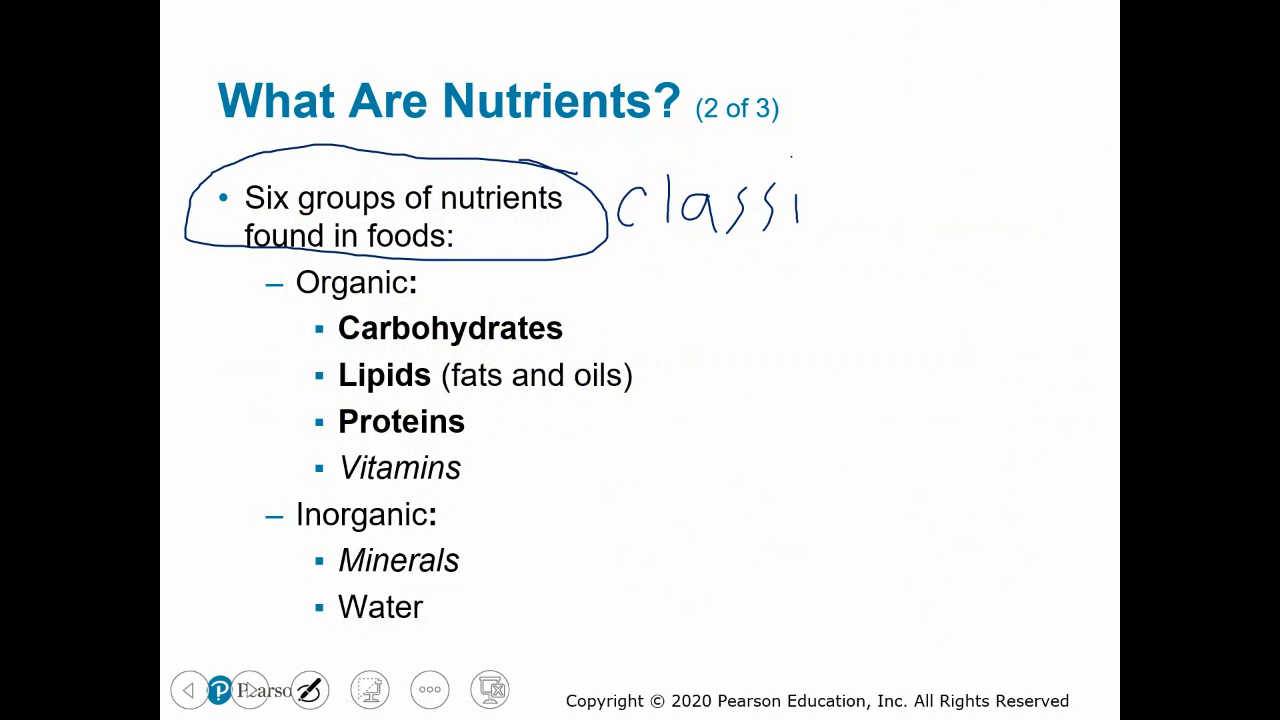 What Are Nutrients? (2 of 3)
• Six groups of nutrients classi
found in foods:
– Organic:
▪ Carbohydrates
▪ Lipids (fats and oils)
▪ Proteins
▪ Vitamins
– Inorganic:
▪ Minerals
▪ Water
Pearso
Copyright © 2020 Pearson Education, Inc. All Rights Reserved